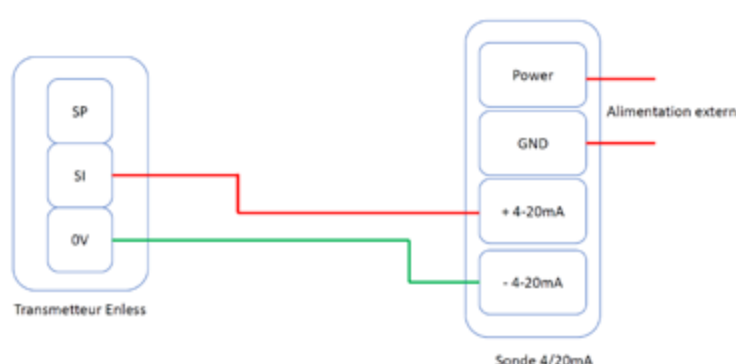 SP
SI
0V
Transmetteur Enless
Power
GND
+ 4-20mA
- 4-20mA
Alimentation extern
Sonde 4/20mA